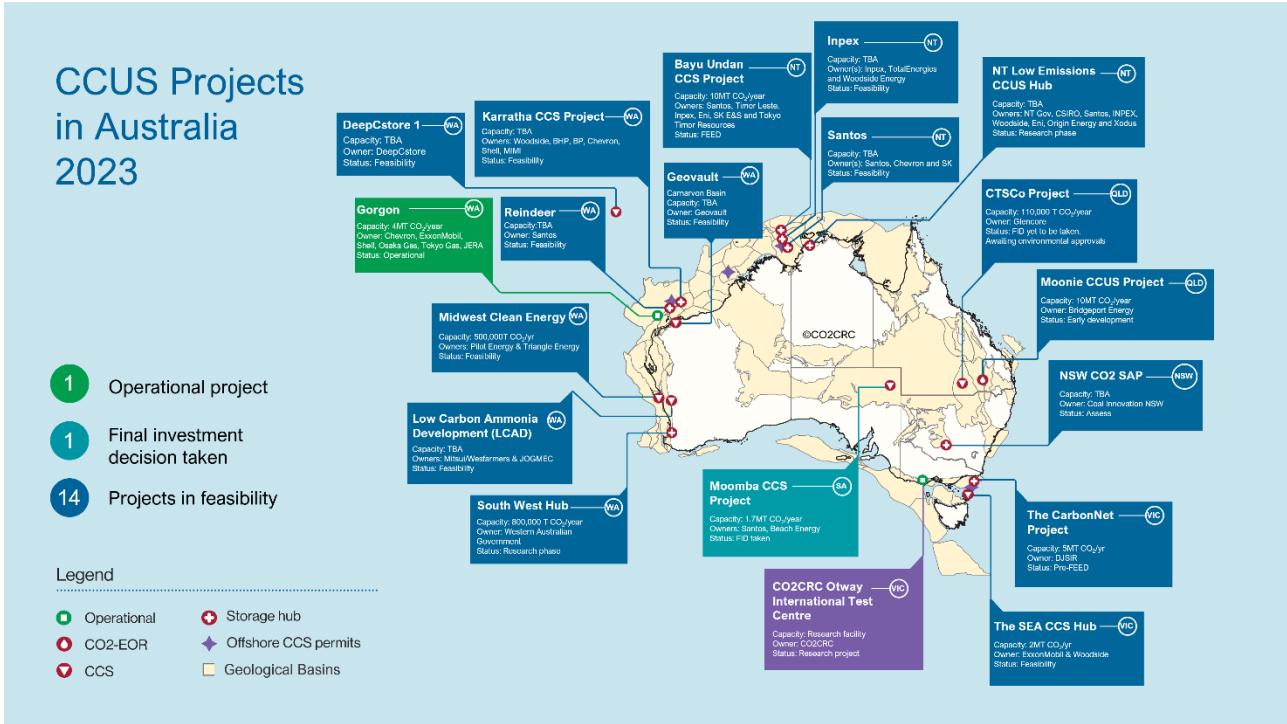 CCUS Projects
in Australia
2023
DeepCstore 1
WA
Capacity: TBA
Owner: DeepCstore
Status: Feasibility
Karratha CCS Project
WA
Capacity: TBA
Owners: Woodside, BHP, BP, Chevron,
Shell, MIMI
Status: Feasibility
Bayu Undan
CCS Project
NT
Capacity: 10MT CO₂/year
Owners: Santos, Timor Leste,
Inpex, Eni, SK E&S and Tokyo
Timor Resources
Status: FEED
Inpex
NT
Capacity: TBA
Owner(s): Inpex, TotalEnergies
and Woodside Energy
Status: Feasibility
NT Low Emissions
CCUS Hub
NT
Capacity: TBA
Owners: NT Gov, CSIRO, Santos, INPEX,
Woodside, Eni, Origin Energy and Xodus
Status: Research phase
Santos
NT
Capacity: TBA
Owner(s): Santos, Chevron and SK
Status: Feasibility
Geovault
WA
Carnarvon Basin
Capacity: TBA
Owner: Geovault
Status: Feasibility
Gorgon
WA
Capacity: 4MT CO₂/year
Owner: Chevron, ExxonMobil,
Shell, Osaka Gas, Tokyo Gas, JERA
Status: Operational
Reindeer
WA
Capacity:TBA
Owner: Santos
Status: Feasibility
CTSCo Project
QLD
Capacity: 110,000 T CO₂/year
Owner: Glencore
Status: FID yet to be taken.
Awaiting environmental approvals
Moonie CCUS Project
QLD
Capacity: 10MT CO₂/year
Owner: Bridgeport Energy
Status: Early development
Midwest Clean Energy
WA
Capacity: 500,000T CO₂/yr
Owners: Pilot Energy & Triangle Energy
Status: Feasibility
©CO2CRC
NSW CO2 SAP
NSW
Capacity: TBA
Owner: Coal Innovation NSW
Status: Assess
Low Carbon Ammonia
Development (LCAD)
WA
Capacity: TBA
Owners: Mitsui/Wesfarmers & JOGMEC
Status: Feasibility
South West Hub
WA
Capacity: 800,000 T CO₂/year
Owner: Western Australian
Government
Status: Research phase
Moomba CCS
Project
SA
Capacity: 1.7MT CO₂/year
Owners: Santos, Beach Energy
Status: FID taken
The CarbonNet
Project
VIC
Capacity: 5MT CO₂/yr
Owner: DJSIR
Status: Pre-FEED
CO2CRC Otway
International Test
Centre
VIC
Capacity: Research facility
Owner: CO2CRC
Status: Research project
The SEA CCS Hub
VIC
Capacity: 2MT CO₂/yr
Owner: ExxonMobil & Woodside
Status: Feasibility
1
Operational project
1
Final investment
decision taken
14
Projects in feasibility
Legend
Operational
CO2-EOR
CCS
Storage hub
Offshore CCS permits
Geological Basins